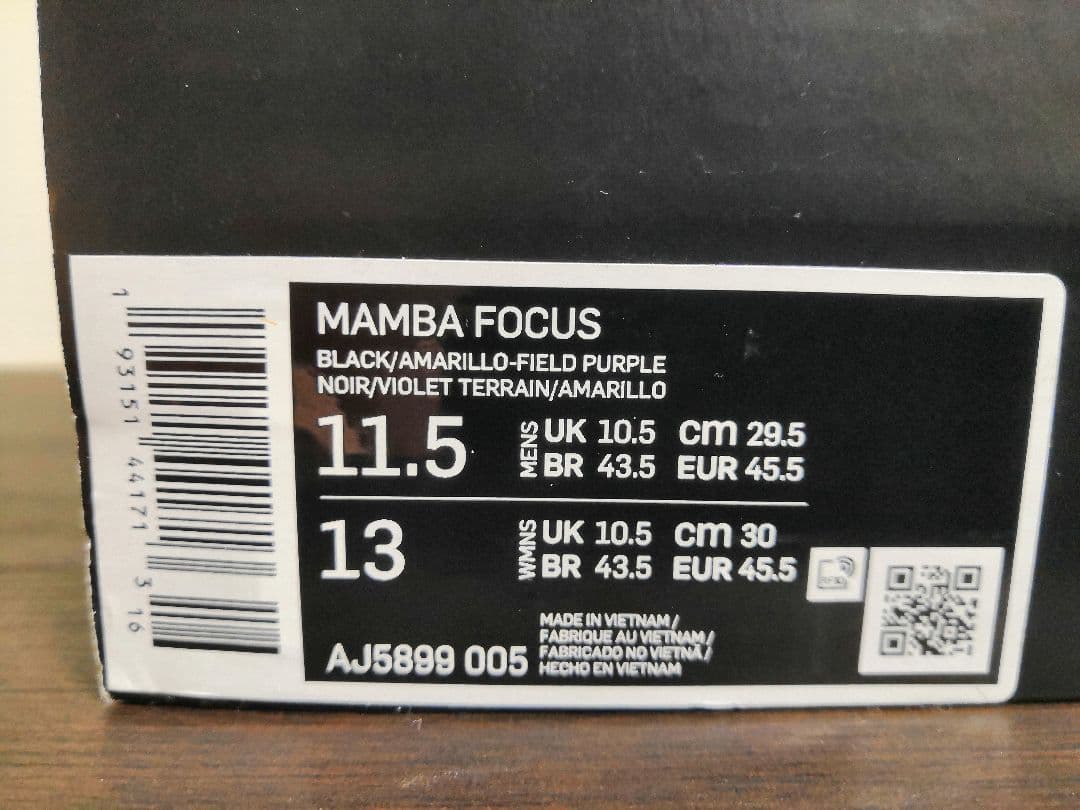 MAMBA FOCUS
BLACK/AMARILLO-FIELD PURPLE
NOIR/VIOLET TERRAIN/AMARILLO
11.5 MENS UK 10.5 cm 29.5
BR 43.5 EUR 45.5
13 WMNS UK 10.5 cm 30
BR 43.5 EUR 45.5
AJ5899 005
MADE IN VIETNAM /
FABRIQUE AU VIETNAM /
FABRICADO NO VIETNÃ /
HECHO EN VIETNAM
1 93151 44171 3 16